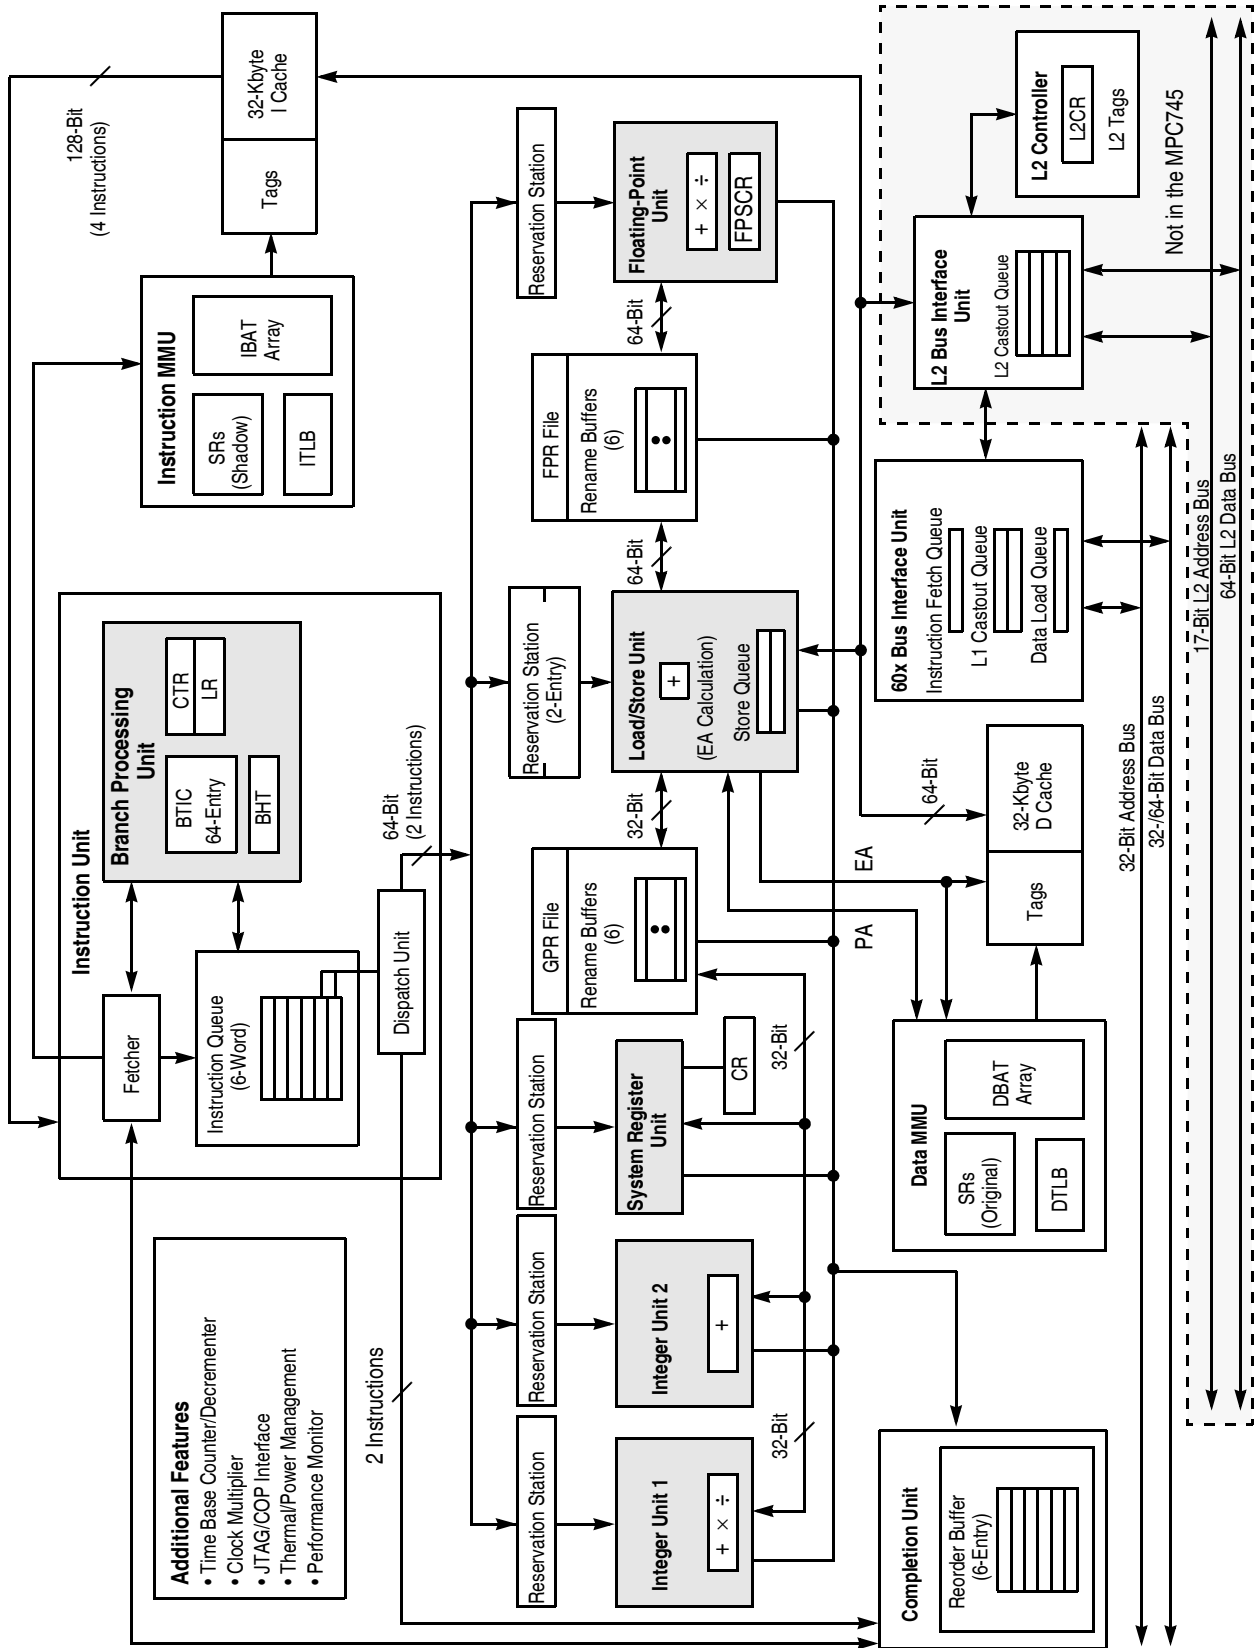 Additional Features
• Time Base Counter/Decrementer
• Clock Multiplier
• JTAG/COP Interface
• Thermal/Power Management
• Performance Monitor
Instruction Unit
Fetcher
Branch Processing
Unit
BTIC
64-Entry
CTR
LR
BHT
Instruction Queue
(6-Word)
Dispatch Unit
2 Instructions
64-Bit
(2 Instructions)
Instruction MMU
SRs
(Shadow)
ITLB
IBAT
Array
128-Bit
(4 Instructions)
Tags
32-Kbyte
I Cache
Reservation Station
Reservation Station
Reservation Station
Reservation Station
(2-Entry)
Reservation Station
Integer Unit 1
+ × ÷
Integer Unit 2
+
System Register
Unit
CR
32-Bit
32-Bit
GPR File
Rename Buffers
(6)
32-Bit
Load/Store Unit
+
(EA Calculation)
Store Queue
64-Bit
FPR File
Rename Buffers
(6)
64-Bit
Floating-Point
Unit
+ × ÷
FPSCR
PA
EA
64-Bit
Completion Unit
Reorder Buffer
(6-Entry)
Data MMU
SRs
(Original)
DTLB
DBAT
Array
Tags
32-Kbyte
D Cache
60x Bus Interface Unit
Instruction Fetch Queue
L1 Castout Queue
Data Load Queue
L2 Bus Interface
Unit
L2 Castout Queue
L2 Controller
L2CR
L2 Tags
Not in the MPC745
32-Bit Address Bus
32-/64-Bit Data Bus
17-Bit L2 Address Bus
64-Bit L2 Data Bus